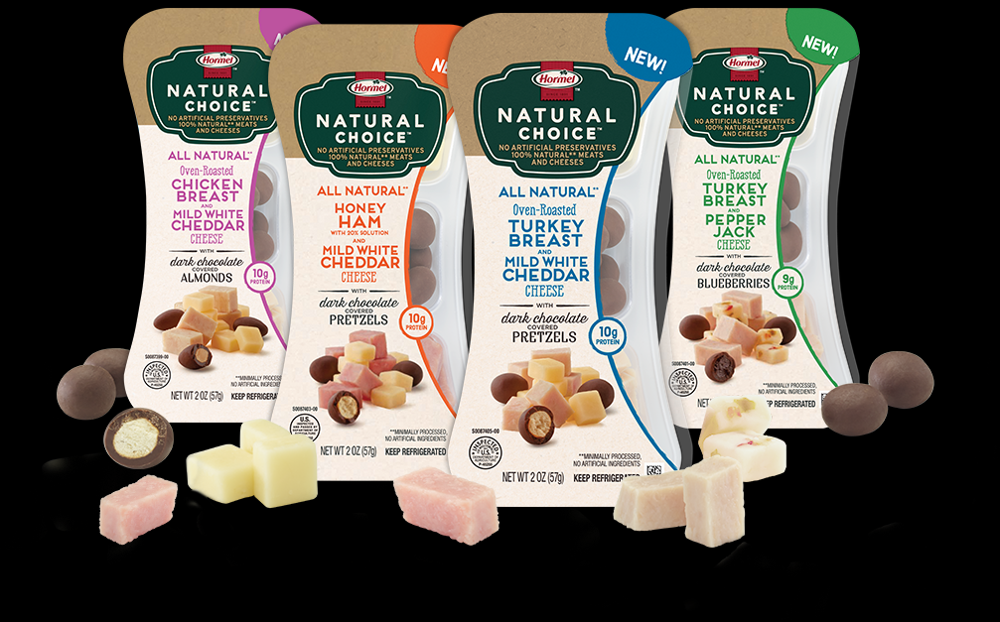 Hormel
NATURAL
CHOICE™
NO ARTIFICIAL PRESERVATIVES
100% NATURAL** MEATS
AND CHEESES
ALL NATURAL**
Oven-Roasted
CHICKEN
BREAST
AND
MILD WHITE
CHEDDAR
CHEESE
WITH
dark chocolate
COVERED
ALMONDS
10g
PROTEIN
**MINIMALLY PROCESSED,
NO ARTIFICIAL
NET WT 2 OZ (57g)
KEEP
Hormel
NATURAL
CHOICE™
NO ARTIFICIAL PRESERVATIVES
100% NATURAL** MEATS
AND CHEESES
ALL NATURAL**
HONEY
HAM
WITH 20% SOLUTION
AND
MILD WHITE
CHEDDAR
CHEESE
WITH
dark chocolate
COVERED
PRETZELS
10g
PROTEIN
S0087403-00
**MINIMALLY PROCESSED,
NO ARTIFICIAL INGREDIENTS
NET WT 2 OZ (57g)
KEEP REFRIGERATED
NEW!
Hormel
NATURAL
CHOICE™
NO ARTIFICIAL PRESERVATIVES
100% NATURAL** MEATS
AND CHEESES
ALL NATURAL**
Oven-Roasted
TURKEY
BREAST
AND
MILD WHITE
CHEDDAR
CHEESE
WITH
dark chocolate
COVERED
PRETZELS
10g
PROTEIN
S0087405-00
**MINIMALLY PROCESSED,
NO ARTIFICIAL INGREDIENTS
NET WT 2 OZ (57g)
KEEP REFRIGERATED
NEW!
Hormel
NATURAL
CHOICE™
NO ARTIFICIAL PRESERVATIVES
100% NATURAL** MEATS
AND CHEESES
ALL NATURAL**
Oven-Roasted
TURKEY
BREAST
AND
PEPPER
JACK
CHEESE
WITH
dark chocolate
COVERED
BLUEBERRIES
9g
PROTEIN
**MINIMALLY PROCESSED,
NO ARTIFICIAL INGREDIENTS
NET
KEEP REFRIGERATED